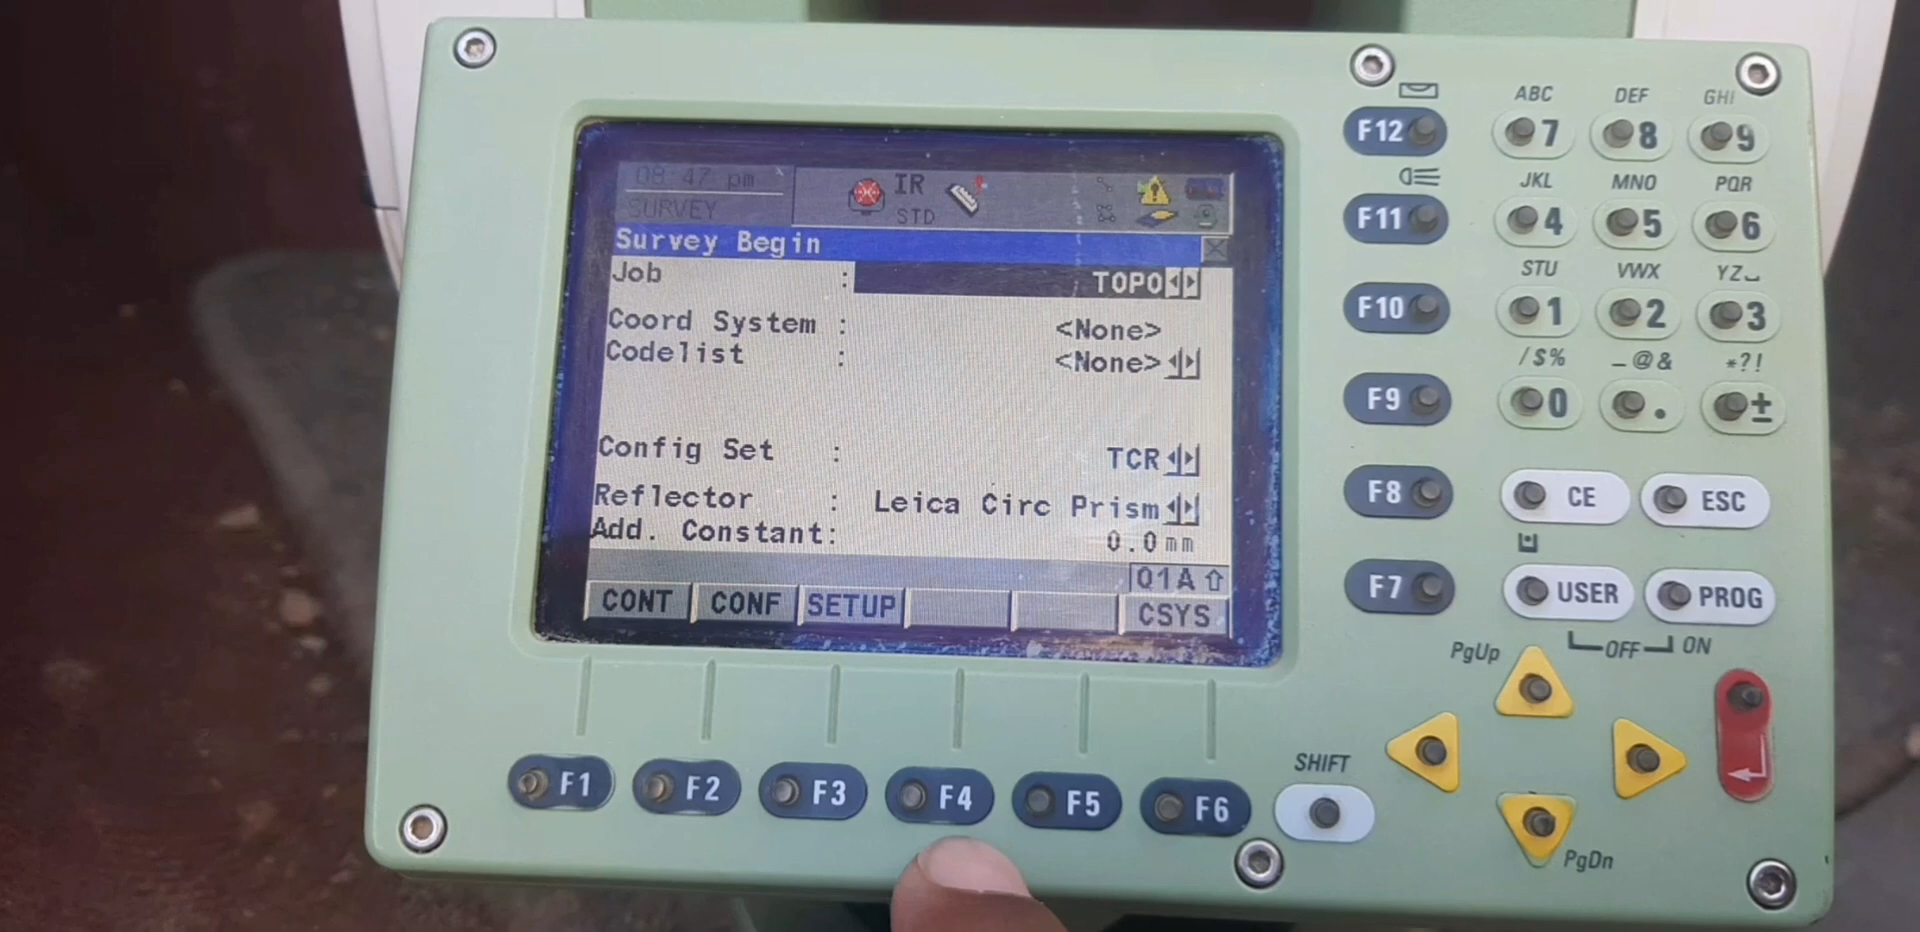 08:47 pm
IR
STD
SURVEY
Survey Begin
Job : TOPO
Coord System : <None>
Codelist : <None>
Config Set : TCR
Reflector : Leica Circ Prism
Add. Constant: 0.0mm
Q1A
CONT CONF SETUP CSYS
F1 F2 F3 F4 F5 F6
SHIFT
F12
F11
F10
F9
F8
F7
ABC DEF GHI
7 8 9
JKL MNO PQR
4 5 6
STU VWX YZ⌴
1 2 3
/$% _@& *?!
0 . ±
CE ESC
USER PROG
OFF ON
PgUp
PgDn